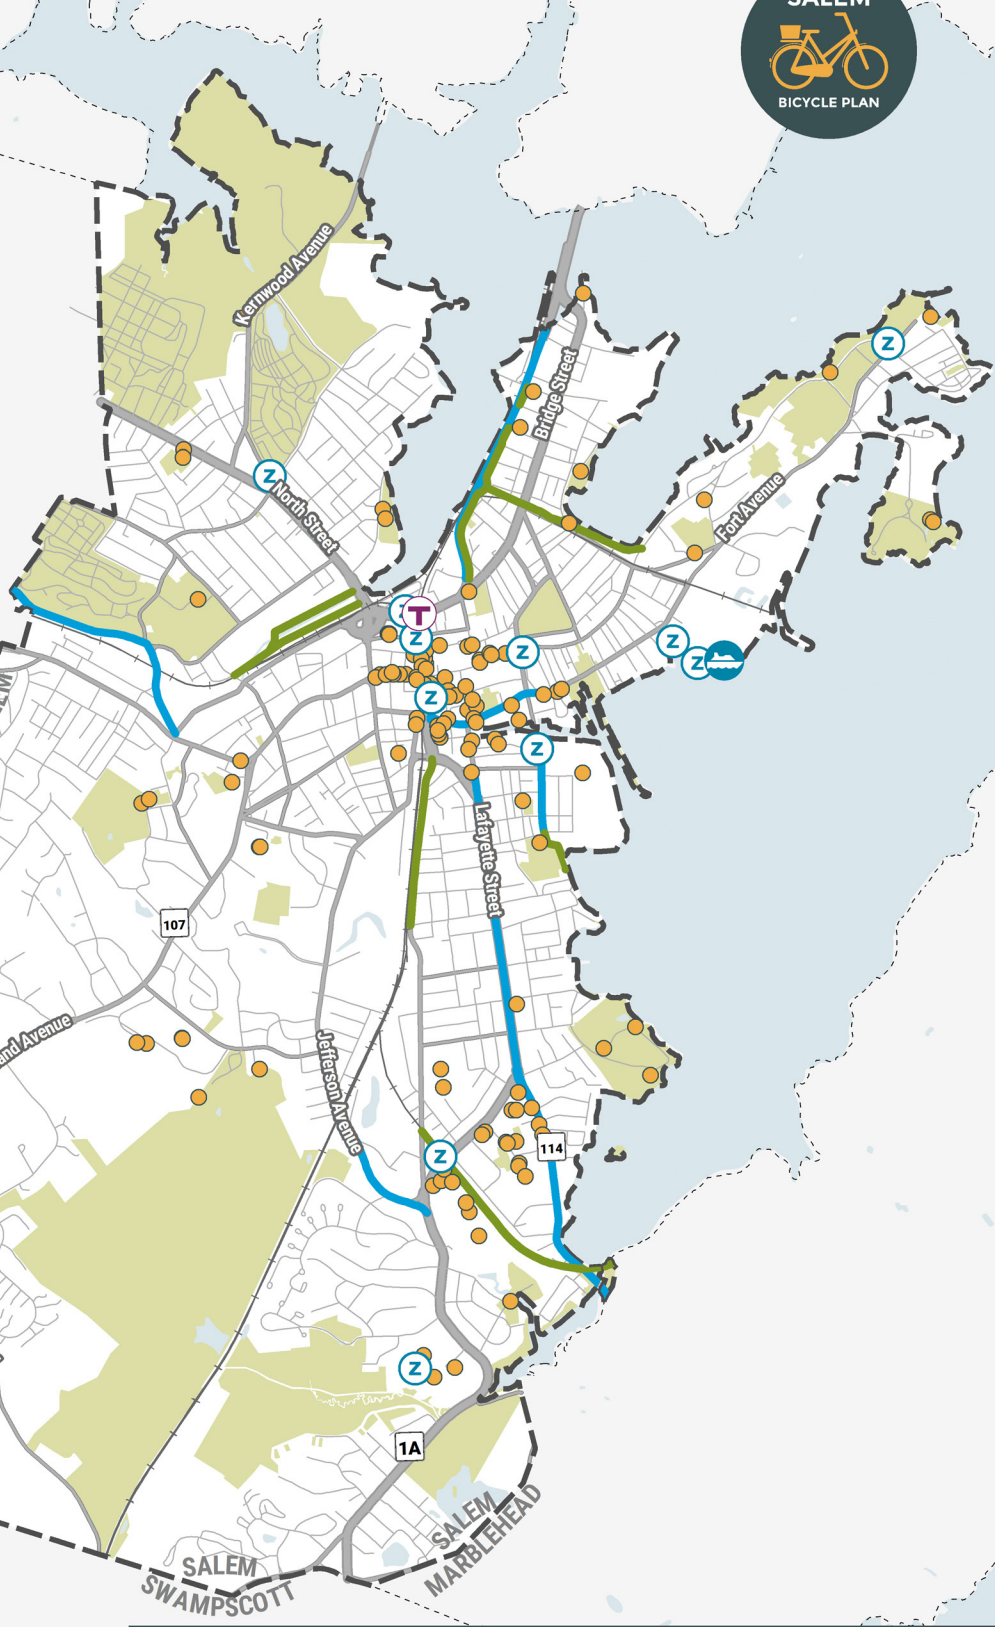 SALEM
BICYCLE PLAN
Kernwood Avenue
Bridge Street
Z
Z
North Street
Fort Avenue
Z
T
Z
Z
Z
Z
Z
Z
Lafayette Street
107
Jefferson Avenue
114
Z
Z
1A
SALEM
MARBLEHEAD
SALEM
SWAMPSCOTT